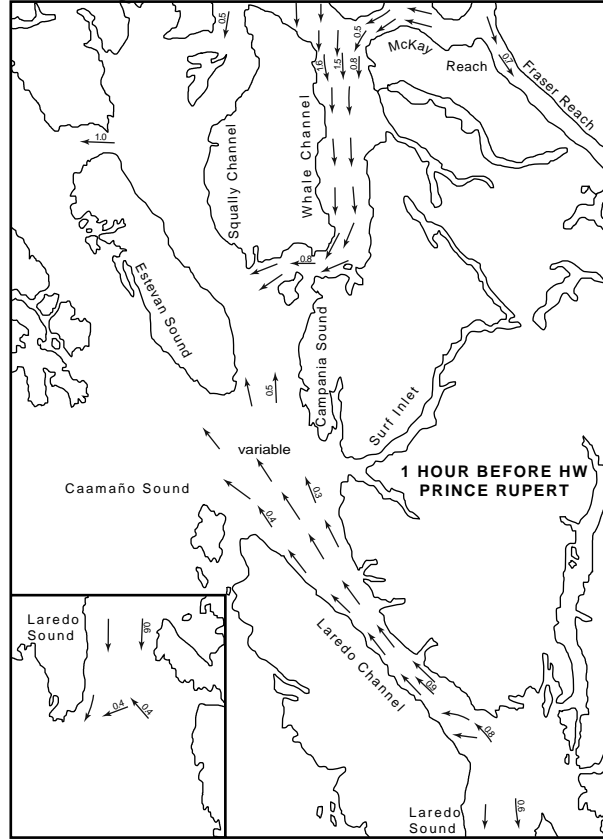 0.5
0.5
McKay
Reach
0.7
Fraser Reach
1.6
1.5
0.8
1.0
Squally Channel
Whale Channel
0.8
Estevan Sound
Campania Sound
0.5
Surf Inlet
variable
1 HOUR BEFORE HW
PRINCE RUPERT
Caamaño Sound
0.3
0.4
Laredo
Sound
0.6
0.4
0.4
Laredo Channel
0.9
0.8
Laredo
Sound
0.6